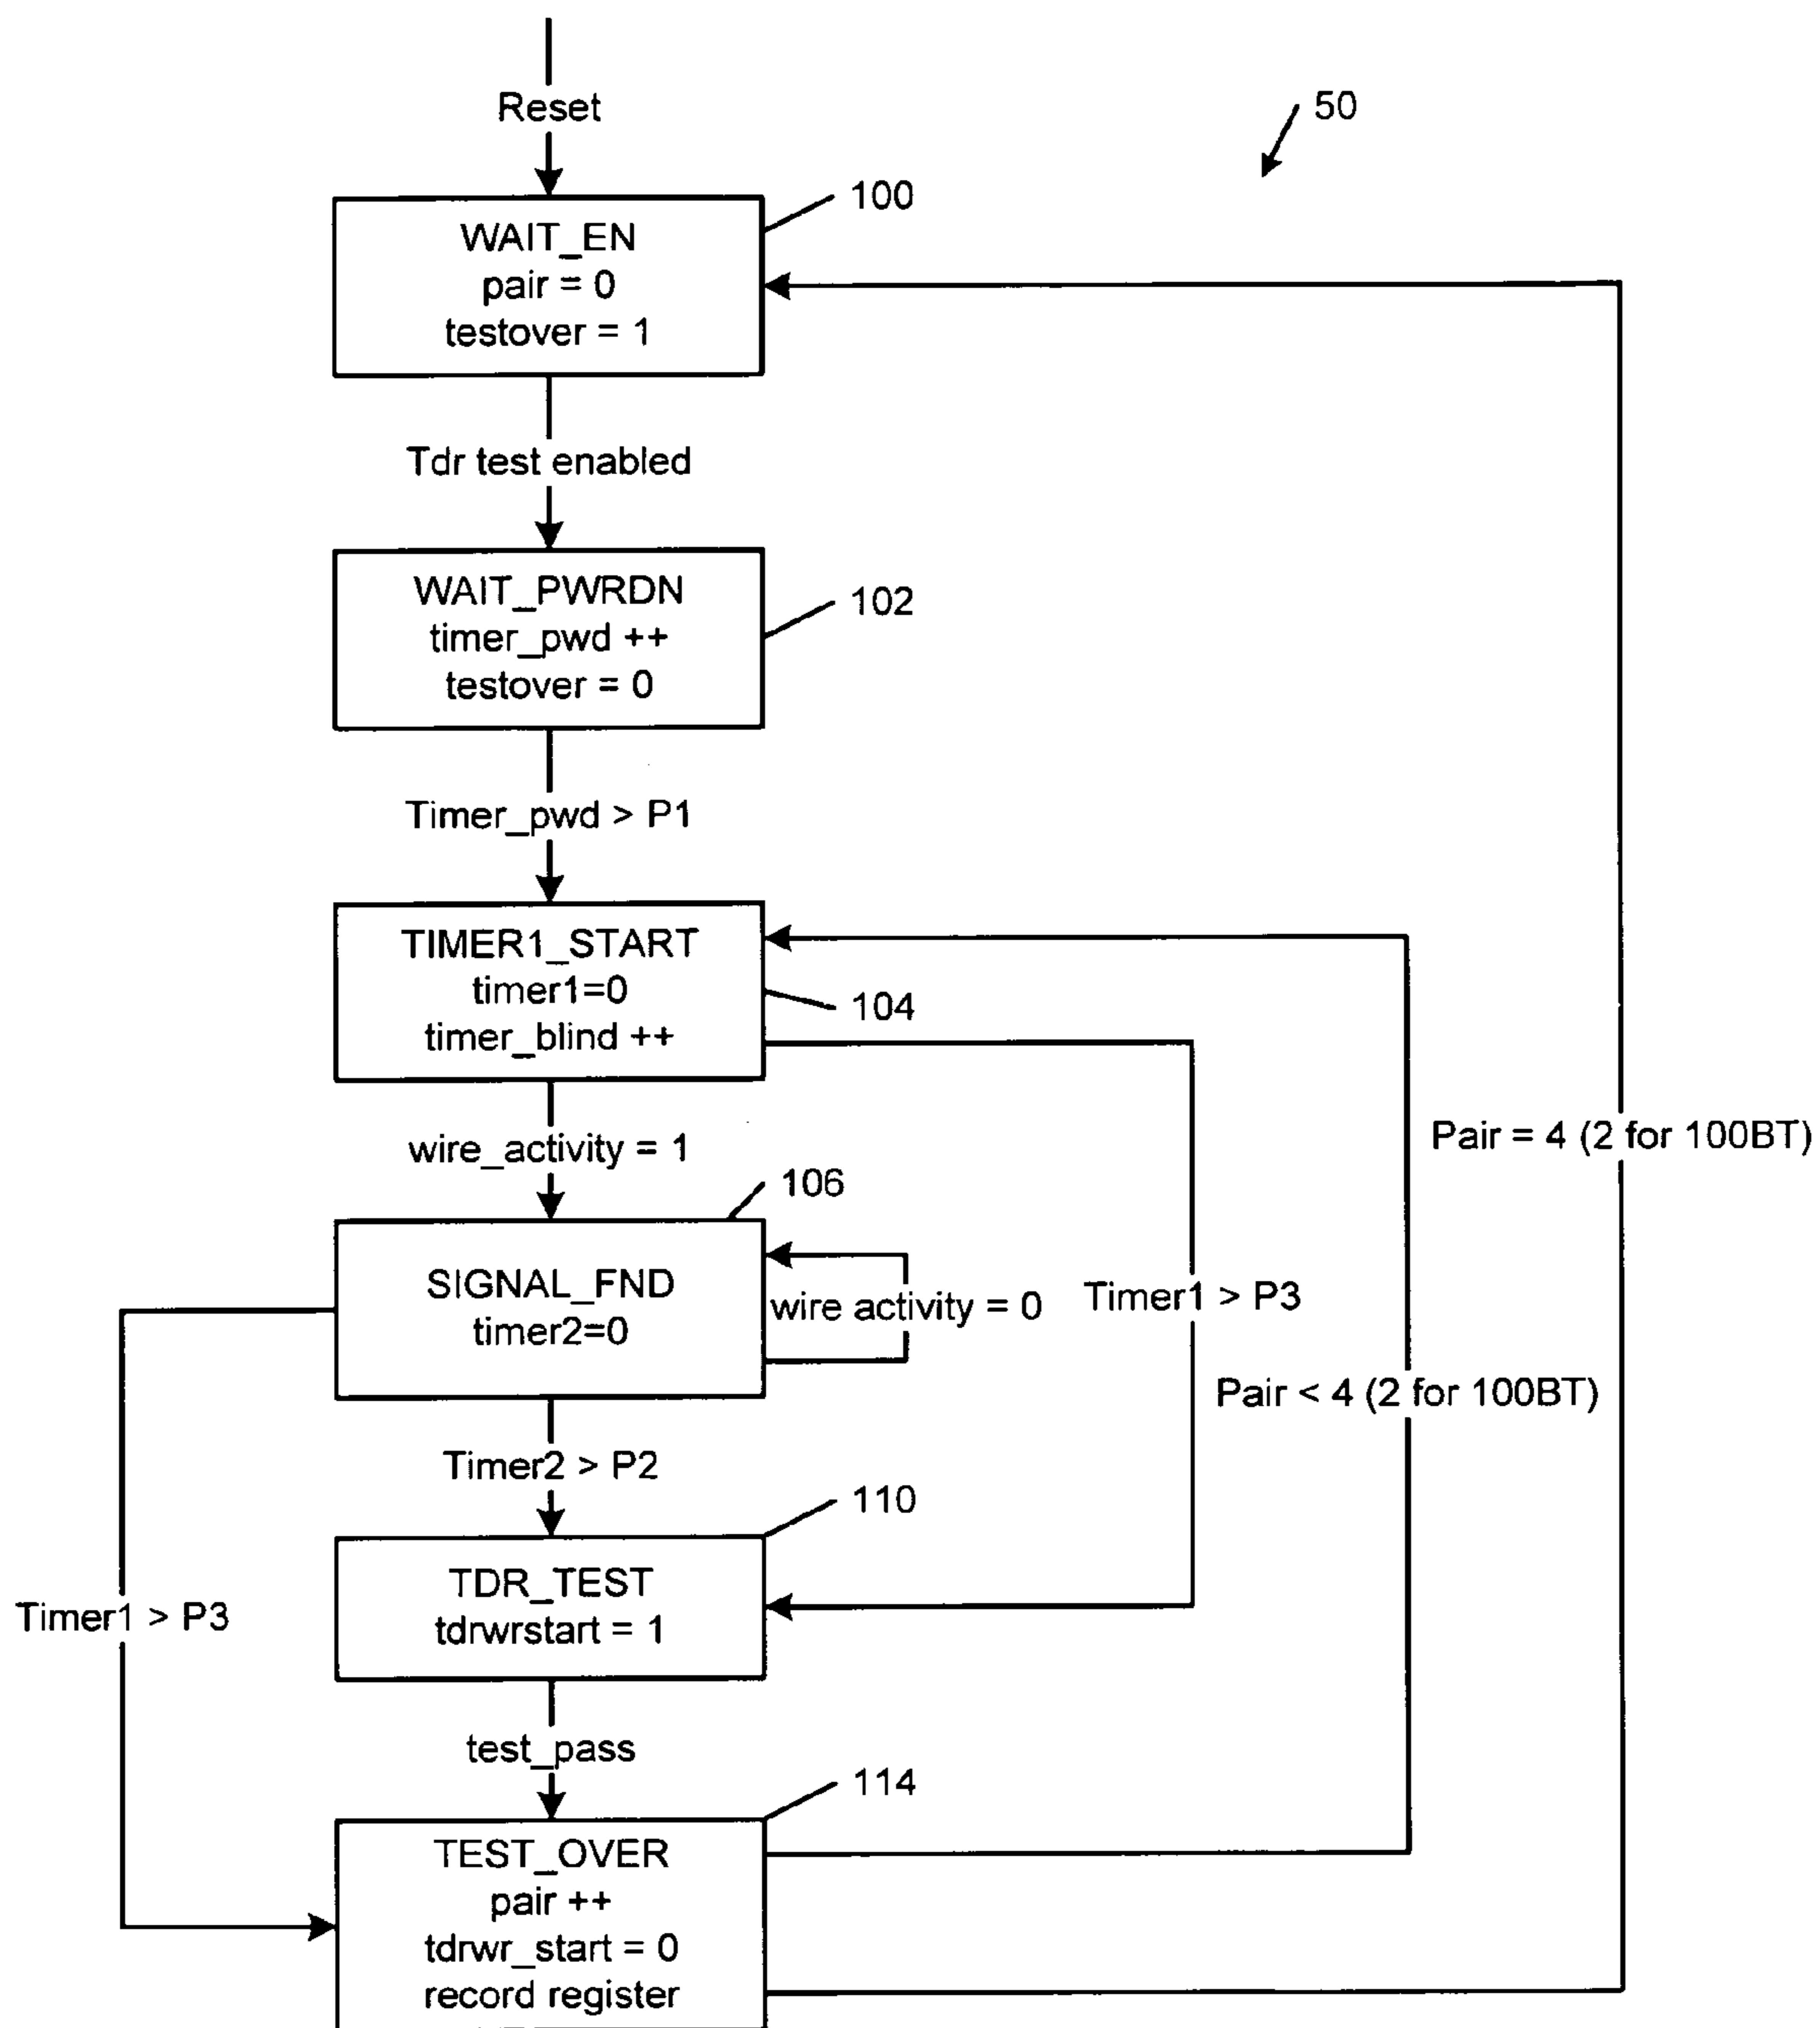 Reset
50
100
WAIT_EN
pair = 0
testover = 1
Tdr test enabled
WAIT_PWRDN
timer_pwd ++
testover = 0
102
Timer_pwd > P1
TIMER1_START
timer1=0
timer_blind ++
104
wire_activity = 1
Pair = 4 (2 for 100BT)
106
SIGNAL_FND
timer2=0
wire activity = 0
Timer1 > P3
Pair < 4 (2 for 100BT)
Timer2 > P2
110
TDR_TEST
tdrwrstart = 1
Timer1 > P3
test_pass
114
TEST_OVER
pair ++
tdrwr_start = 0
record register